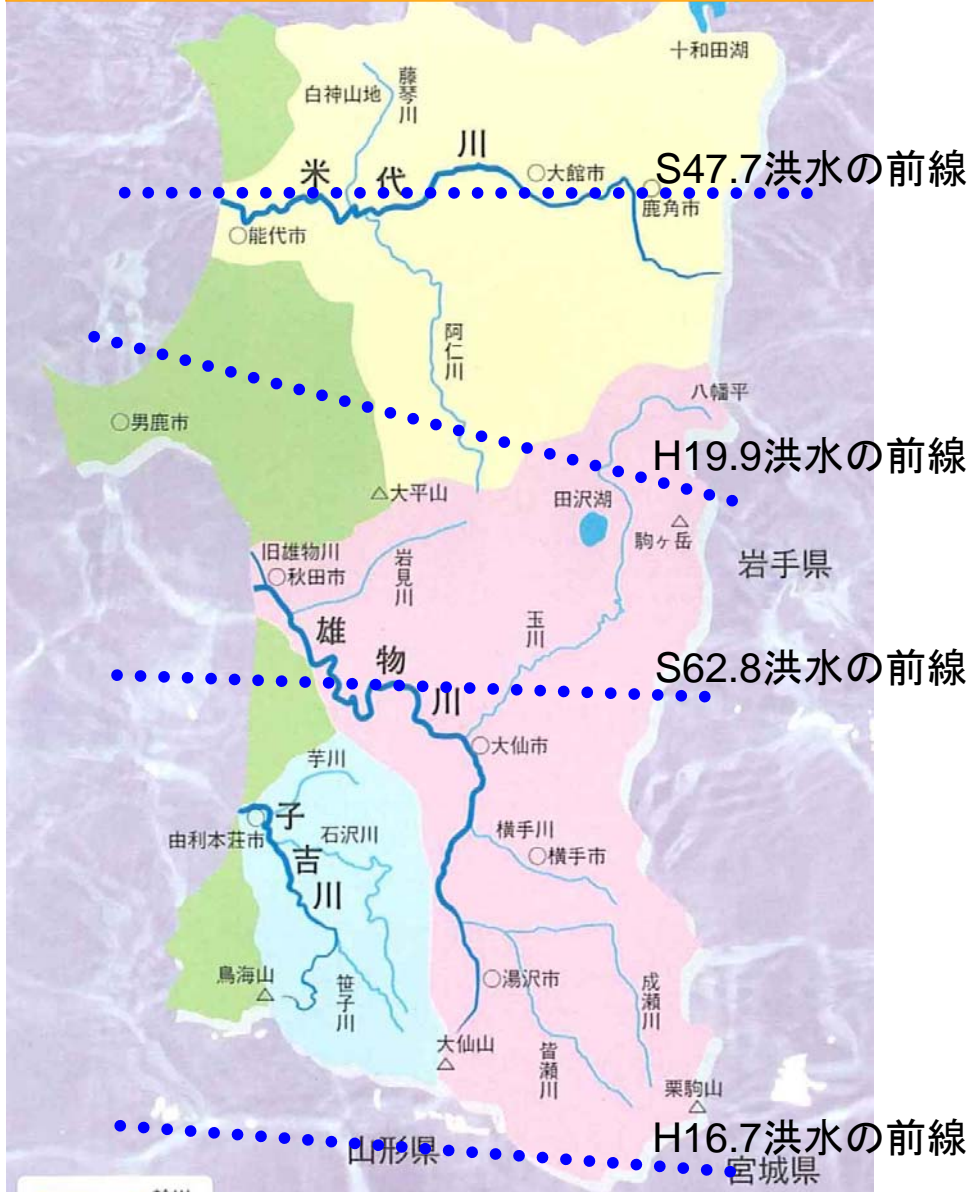 十和田湖
白神山地
藤琴川
米代川
大館市
S47.7洪水の前線
鹿角市
能代市
阿仁川
八幡平
男鹿市
H19.9洪水の前線
大平山
田沢湖
駒ヶ岳
旧雄物川
秋田市
岩見川
岩手県
玉川
雄物川
S62.8洪水の前線
大仙市
芋川
子吉川
由利本荘市
石沢川
横手川
横手市
鳥海山
笹子川
湯沢市
成瀬川
大仙山
皆瀬川
栗駒山
H16.7洪水の前線
山形県
宮城県